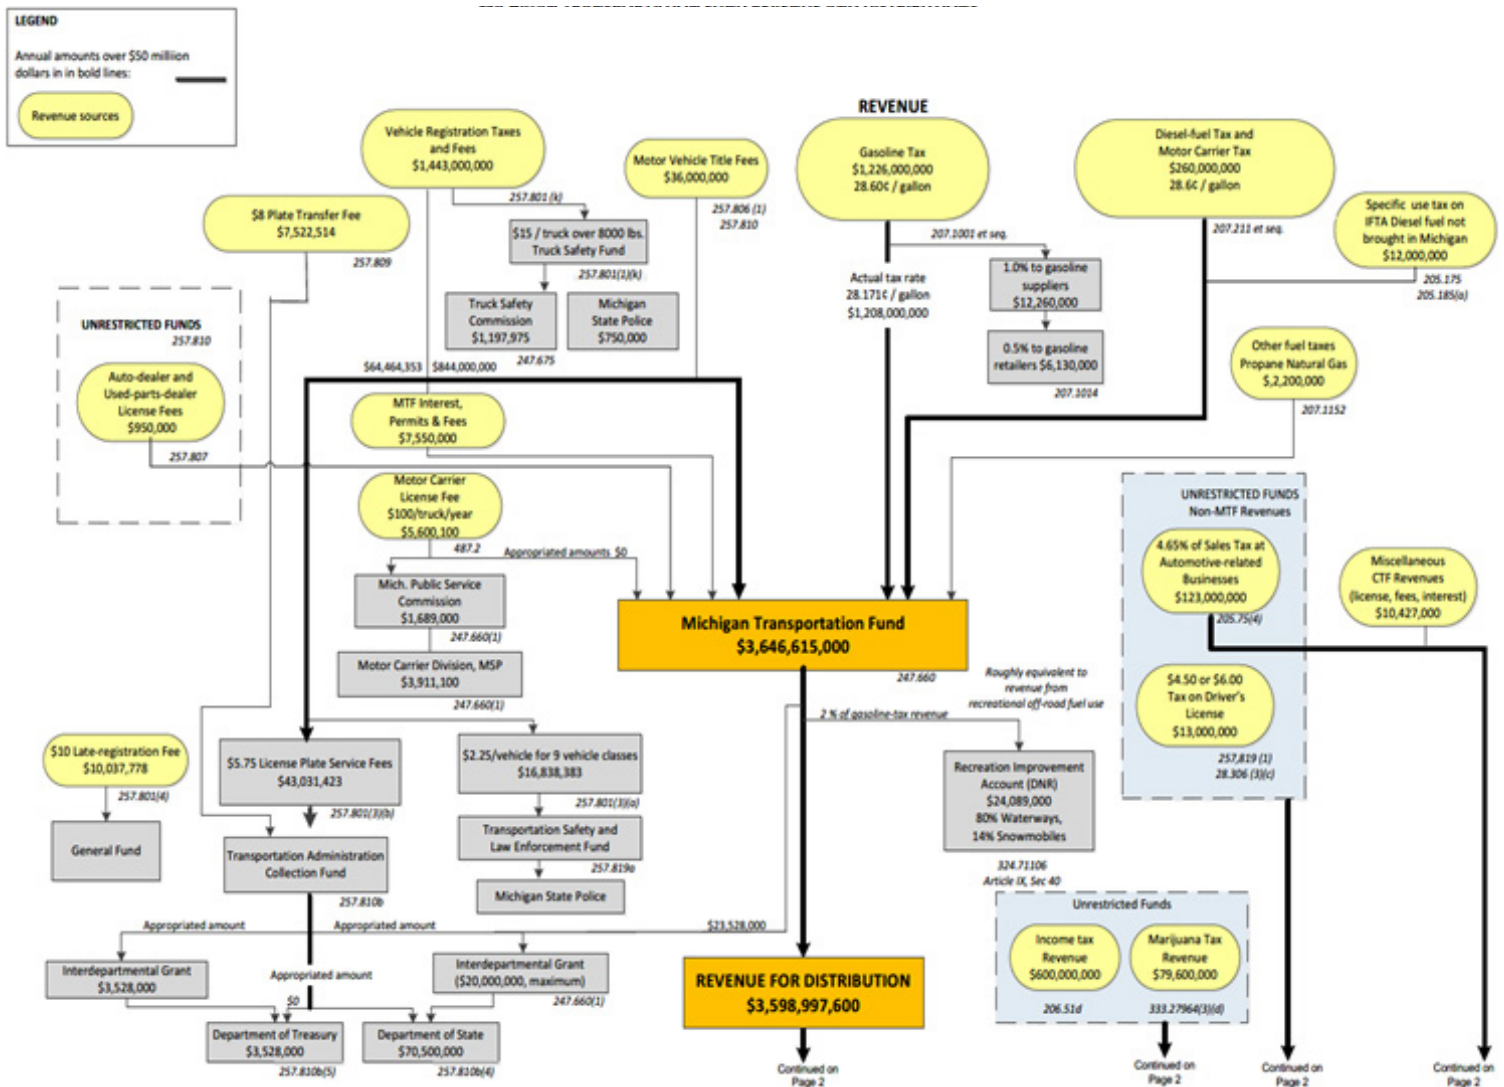 LEGEND
Annual amounts over $50 milliion
dollars in in bold lines:
Revenue sources
REVENUE
Vehicle Registration Taxes
and Fees
$1,443,000,000
257.801 (k)
Motor Vehicle Title Fees
$36,000,000
257.806 (1)
257.810
Gasoline Tax
$1,226,000,000
28.60¢ / gallon
207.1001 et seq.
Diesel-fuel Tax and
Motor Carrier Tax
$260,000,000
28.6¢ / gallon
207.211 et seq.
Specific use tax on
IFTA Diesel fuel not
brought in Michigan
$12,000,000
205.175
205.185(a)
$8 Plate Transfer Fee
$7,522,514
257.809
$15 / truck over 8000 lbs.
Truck Safety Fund
257.801(1)(k)
Truck Safety
Commission
$1,197,975
247.675
Michigan
State Police
$750,000
Actual tax rate
28.171¢ / gallon
$1,208,000,000
1.0% to gasoline
suppliers
$12,260,000
0.5% to gasoline
retailers $6,130,000
207.1014
Other fuel taxes
Propane Natural Gas
$,2,200,000
207.1152
UNRESTRICTED FUNDS
257.810
Auto-dealer and
Used-parts-dealer
License Fees
$950,000
257.807
$64,464,353
$844,000,000
MTF Interest,
Permits & Fees
$7,550,000
Motor Carrier
License Fee
$100/truck/year
$5,600,100
487.2
Appropriated amounts $0
Mich. Public Service
Commission
$1,689,000
247.660(1)
Motor Carrier Division, MSP
$3,911,100
247.660(1)
Michigan Transportation Fund
$3,646,615,000
247.660
UNRESTRICTED FUNDS
Non-MTF Revenues
4.65% of Sales Tax at
Automotive-related
Businesses
$123,000,000
205.75(4)
$4.50 or $6.00
Tax on Driver's
License
$13,000,000
257,819 (1)
28.306 (3)(c)
Miscellaneous
CTF Revenues
(license, fees, interest)
$10,427,000
Roughly equivalent to
revenue from
recreational off-road fuel use
2 % of gasoline-tax revenue
Recreation Improvement
Account (DNR)
$24,089,000
80% Waterways,
14% Snowmobiles
324.71106
Article IX, Sec 40
$10 Late-registration Fee
$10,037,778
257.801(4)
General Fund
$5.75 License Plate Service Fees
$43,031,423
257.801(3)(b)
Transportation Administration
Collection Fund
257.810b
$2.25/vehicle for 9 vehicle classes
$16,838,383
257.801(3)(a)
Transportation Safety and
Law Enforcement Fund
257.819a
Michigan State Police
Appropriated amount
Appropriated amount
$23,528,000
Interdepartmental Grant
$3,528,000
Appropriated amount
$0
Interdepartmental Grant
($20,000,000, maximum)
247.660(1)
Department of Treasury
$3,528,000
257.810b(5)
Department of State
$70,500,000
257.810b(4)
REVENUE FOR DISTRIBUTION
$3,598,997,600
Unrestricted Funds
Income tax
Revenue
$600,000,000
206.51d
Marijuana Tax
Revenue
$79,600,000
333.27964(3)(d)
Continued on
Page 2
Continued on
Page 2
Continued on
Page 2
Continued on
Page 2